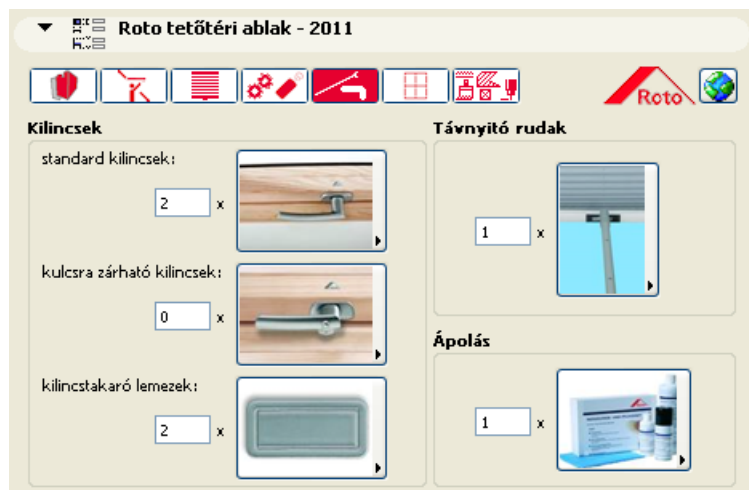 Roto tetőtéri ablak - 2011
Roto
Kilincsek
standard kilincsek:
2 x
kulcsra zárható kilincsek:
0 x
kilincstakaró lemezek:
2 x
Távnyitó rudak
1 x
Ápolás
1 x